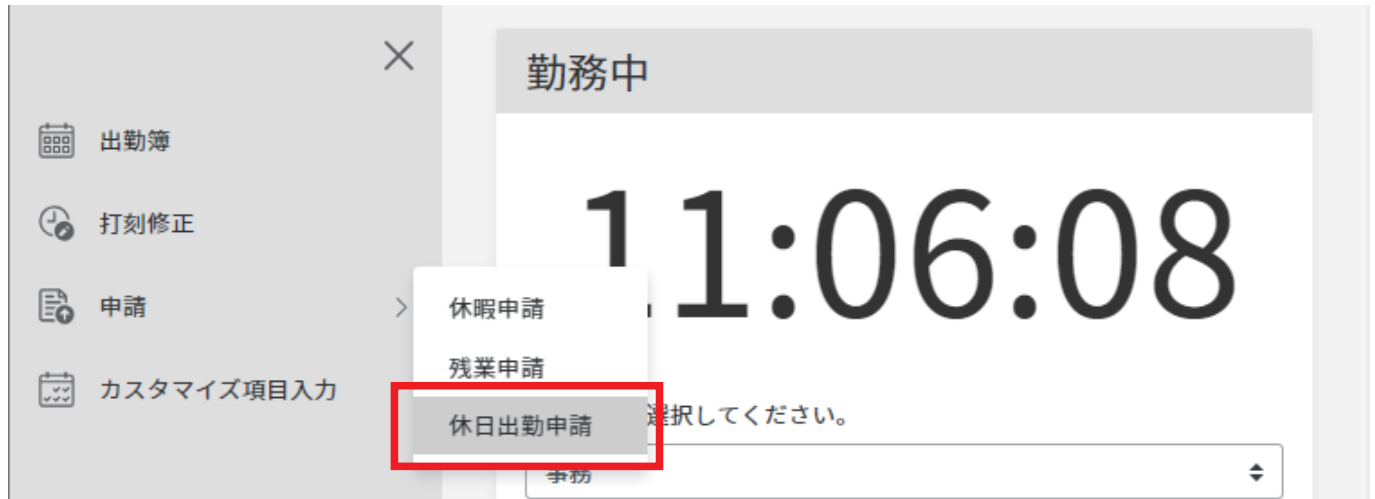 勤務中
出勤簿
打刻修正
申請
カスタマイズ項目入力
11:06:08
休暇申請
残業申請
休日出勤申請
選択してください。
事務